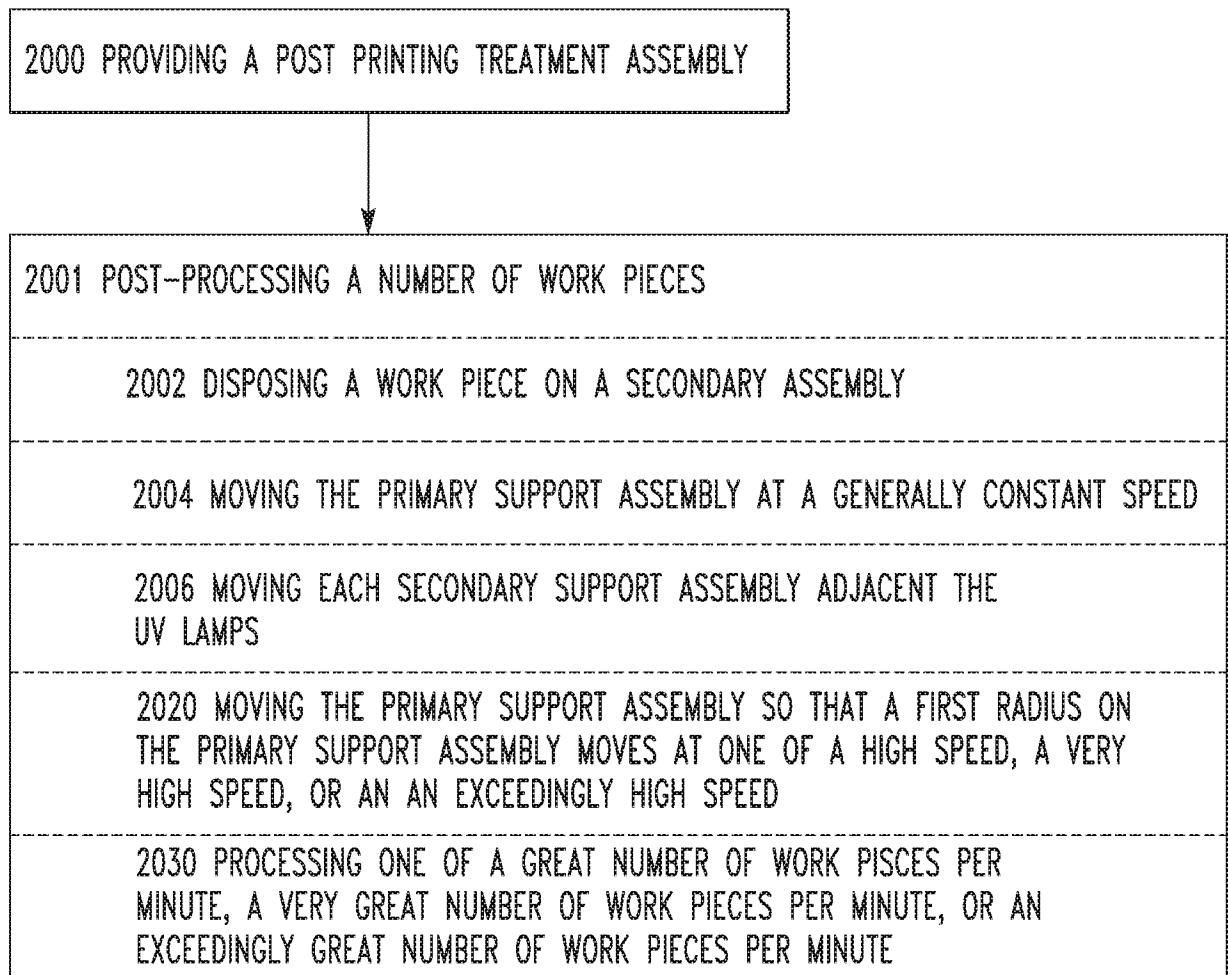 2000 PROVIDING A POST PRINTING TREATMENT ASSEMBLY
2001 POST-PROCESSING A NUMBER OF WORK PIECES
2002 DISPOSING A WORK PIECE ON A SECONDARY ASSEMBLY
2004 MOVING THE PRIMARY SUPPORT ASSEMBLY AT A GENERALLY CONSTANT SPEED
2006 MOVING EACH SECONDARY SUPPORT ASSEMBLY ADJACENT THE
UV LAMPS
2020 MOVING THE PRIMARY SUPPORT ASSEMBLY SO THAT A FIRST RADIUS ON
THE PRIMARY SUPPORT ASSEMBLY MOVES AT ONE OF A HIGH SPEED, A VERY
HIGH SPEED, OR AN AN EXCEEDINGLY HIGH SPEED
2030 PROCESSING ONE OF A GREAT NUMBER OF WORK PISCES PER
MINUTE, A VERY GREAT NUMBER OF WORK PIECES PER MINUTE, OR AN
EXCEEDINGLY GREAT NUMBER OF WORK PIECES PER MINUTE